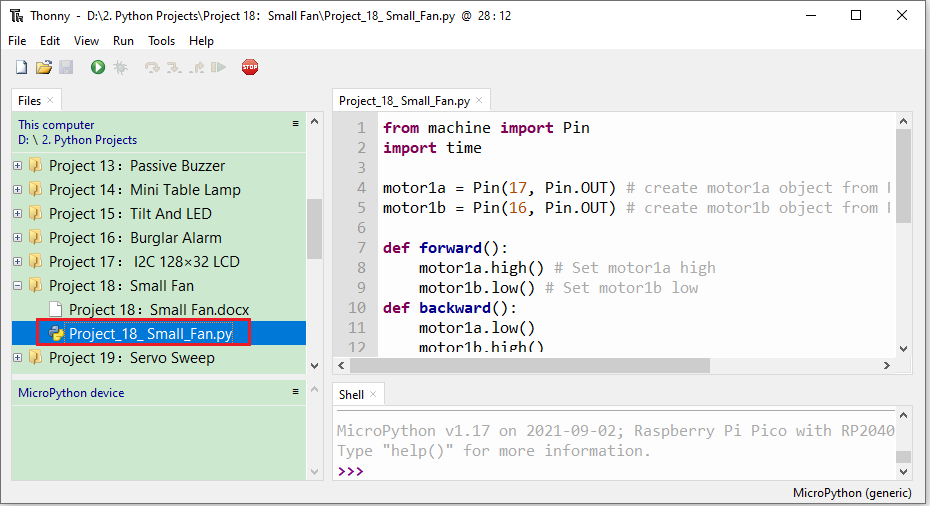 Thonny - D:\2. Python Projects\Project 18：Small Fan\Project_18_ Small_Fan.py @ 28 : 12
File Edit View Run Tools Help
STOP
Files
This computer
D: \ 2. Python Projects
Project 13：Passive Buzzer
Project 14：Mini Table Lamp
Project 15：Tilt And LED
Project 16：Burglar Alarm
Project 17： I2C 128×32 LCD
Project 18：Small Fan
Project 18：Small Fan.docx
Project_18_ Small_Fan.py
Project 19：Servo Sweep
MicroPython device
Project_18_ Small_Fan.py
1 from machine import Pin
2 import time
3
4 motor1a = Pin(17, Pin.OUT) # create motor1a object from
5 motor1b = Pin(16, Pin.OUT) # create motor1b object from
6
7 def forward():
8 motor1a.high() # Set motor1a high
9 motor1b.low() # Set motor1b low
10 def backward():
11 motor1a.low()
12 motor1b.high()
Shell
MicroPython v1.17 on 2021-09-02; Raspberry Pi Pico with RP2040
Type "help()" for more information.
>>>
MicroPython (generic)